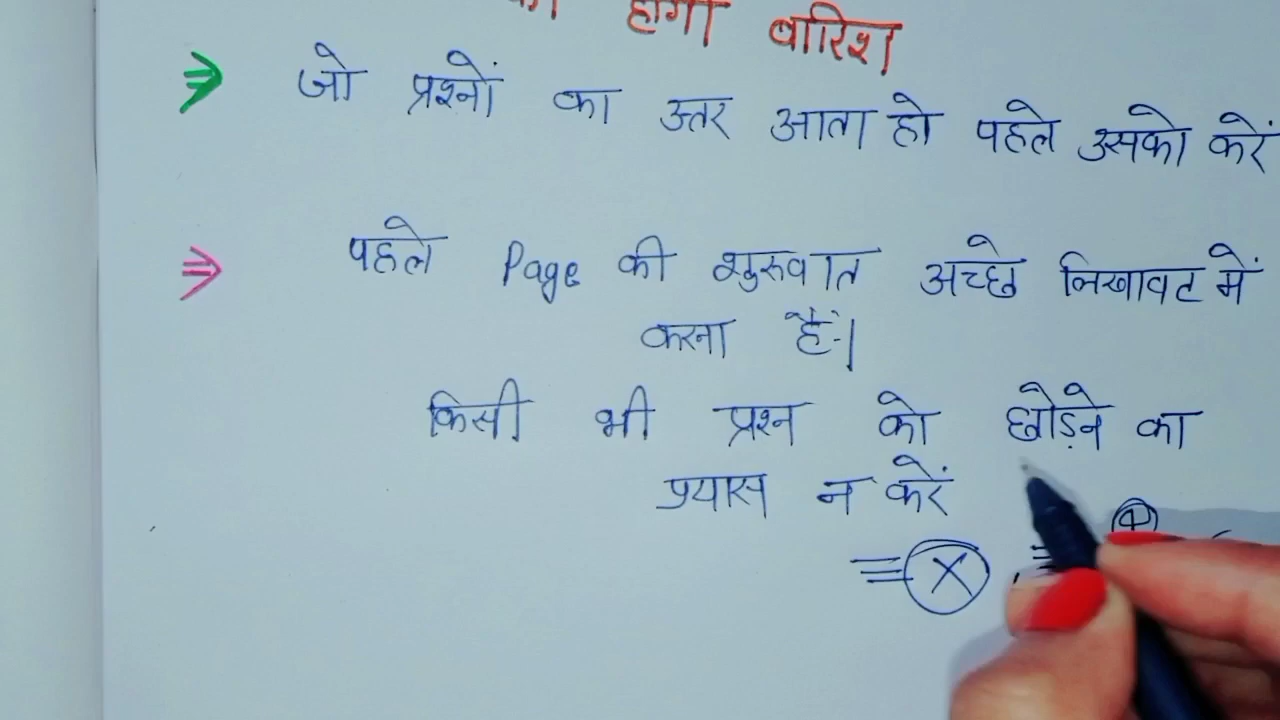 होगी बारिश
⇒ जो प्रश्नों का उत्तर आता हो पहले उसको करें
⇒ पहले Page की शुरुवात अच्छे लिखावट में
करना है।
किसी भी प्रश्न को छोड़ने का
प्रयास न करें